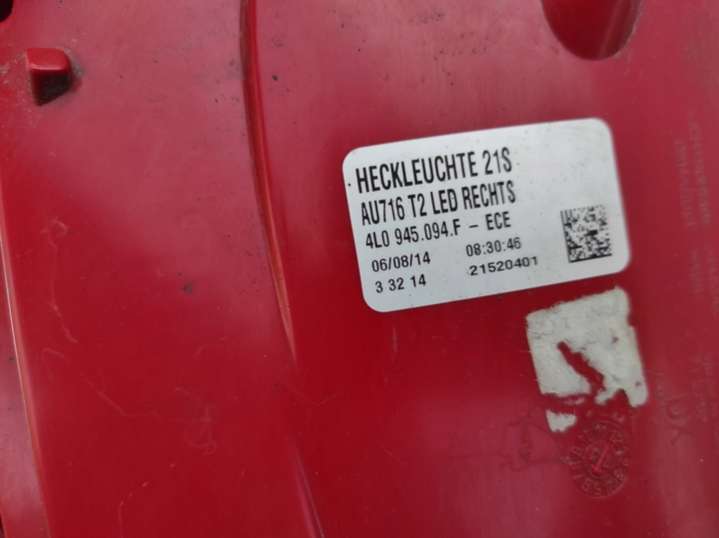 HECKLEUCHTE 21S
AU716 T2 LED RECHTS
4L0 945.094.F - ECE
06/08/14 08:30:46
3 32 14 21520401